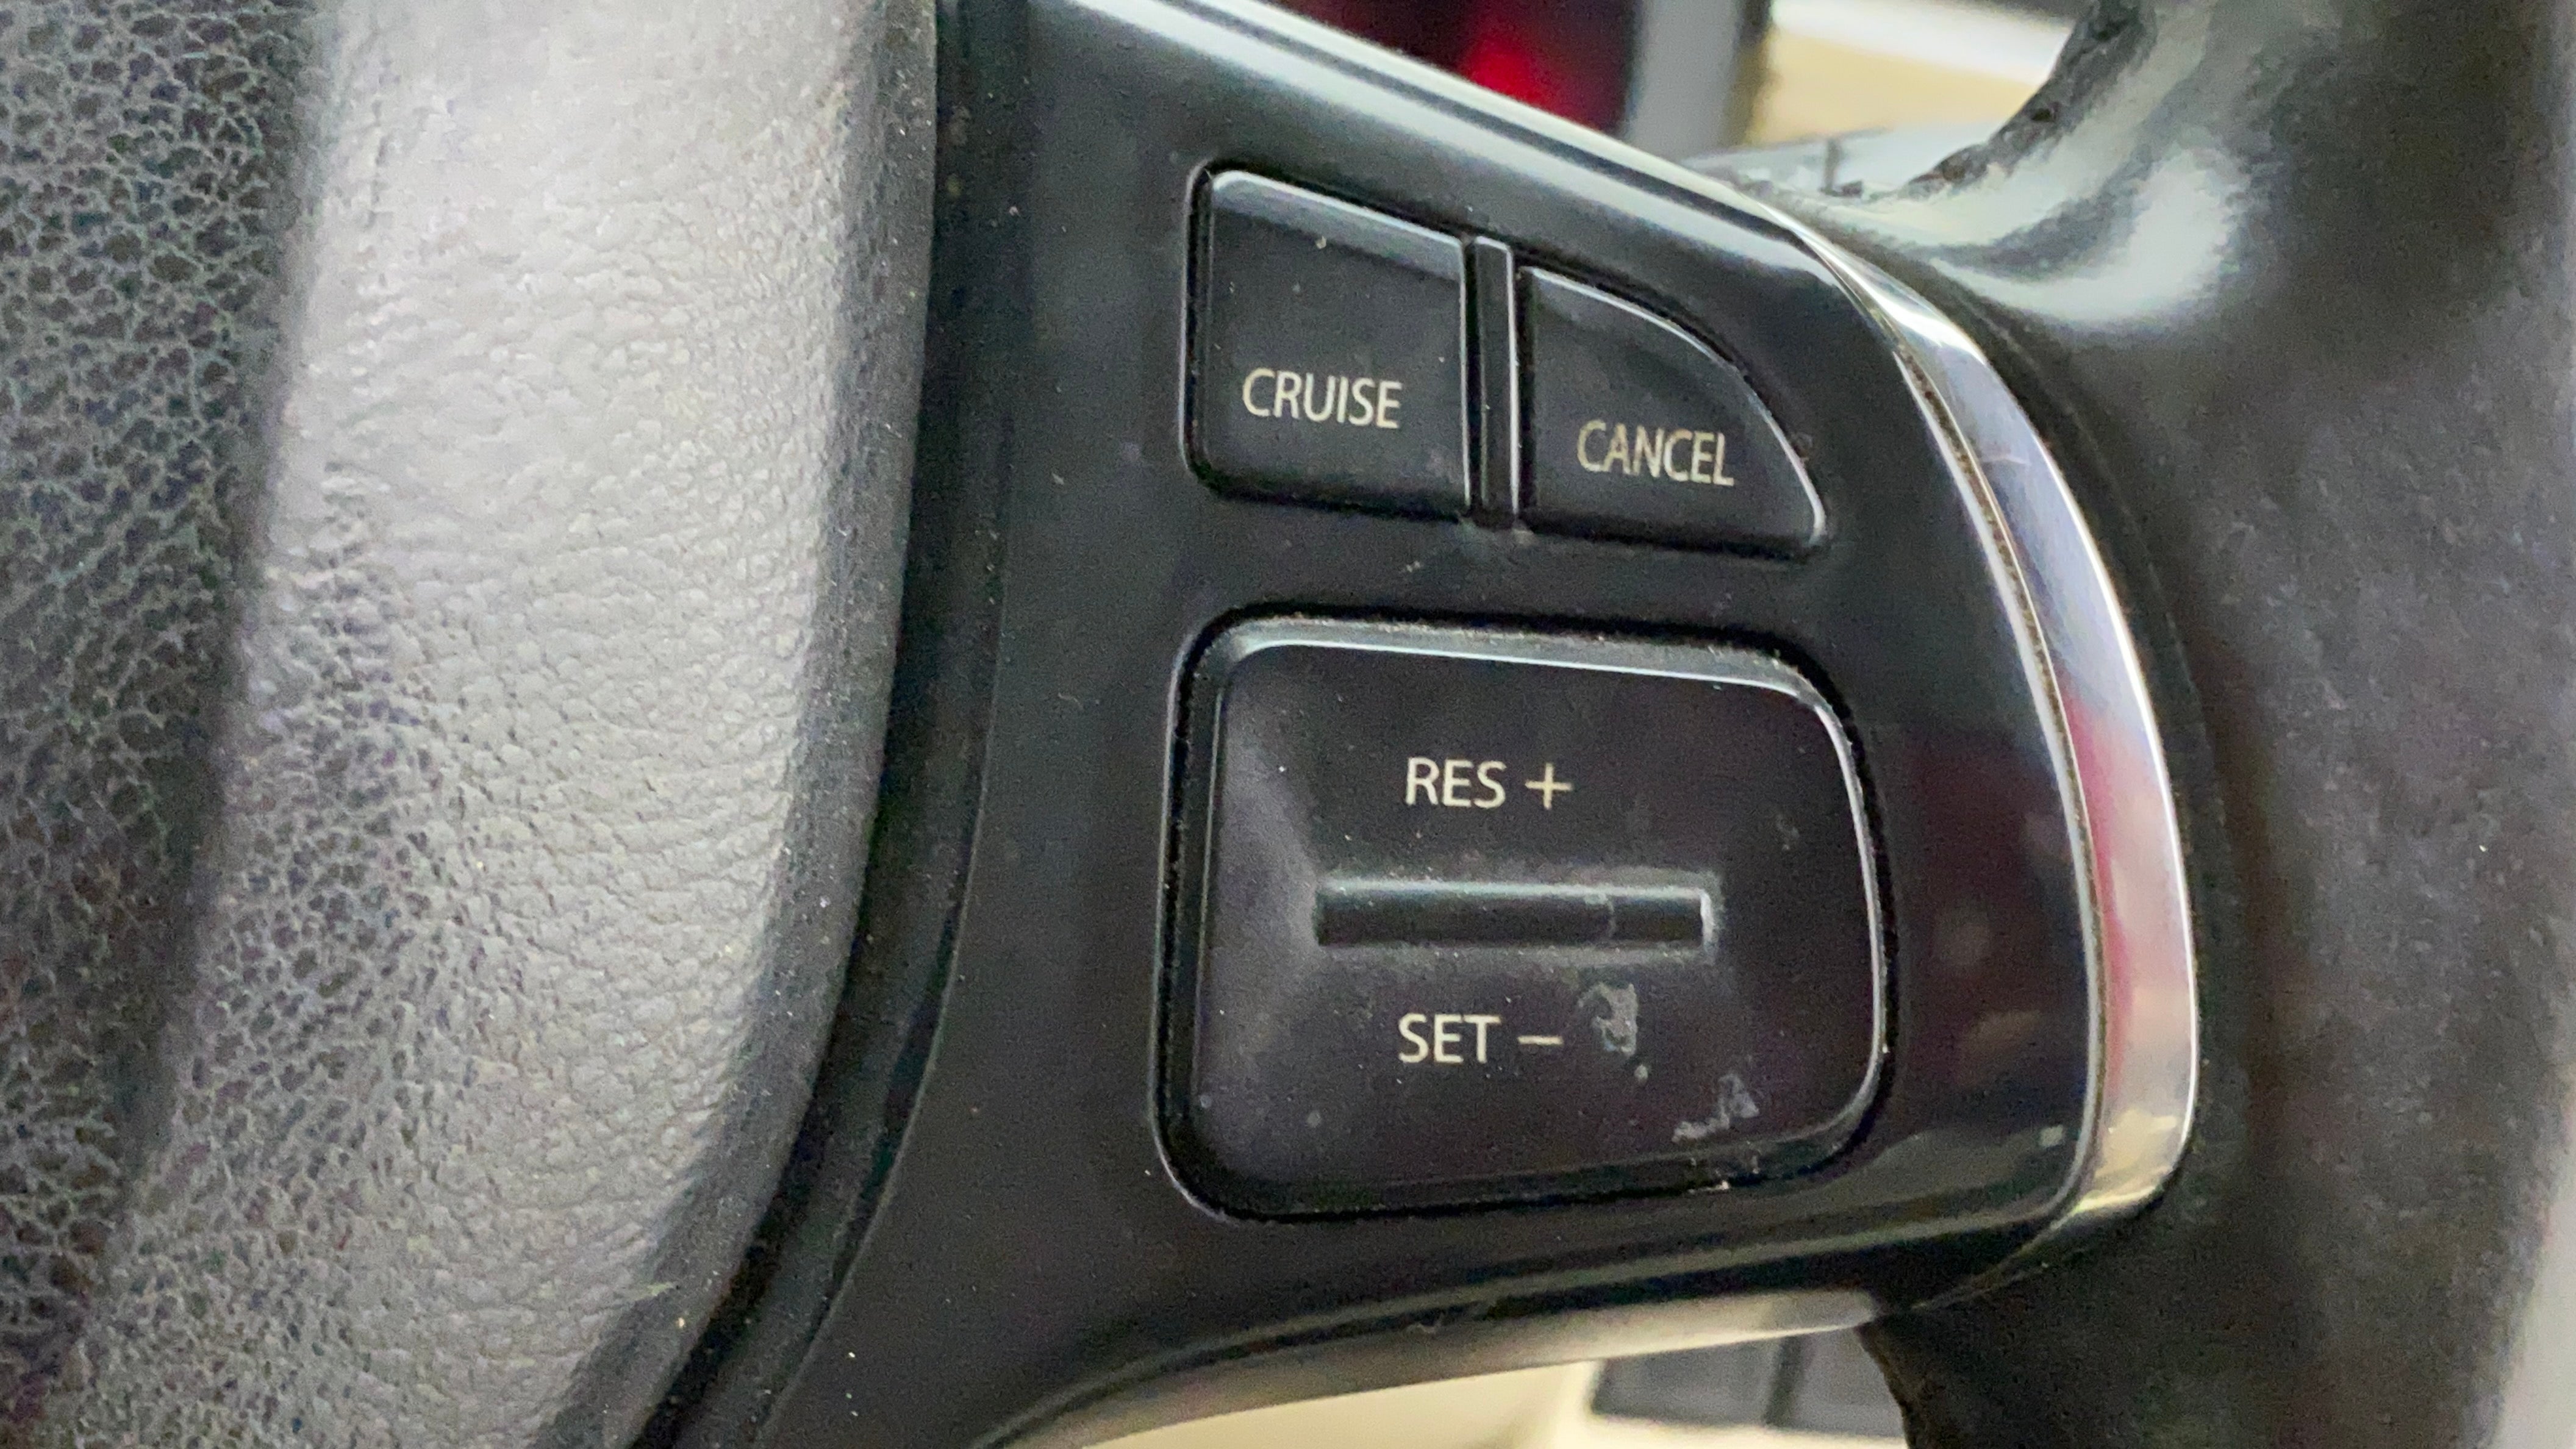 CRUISE
CANCEL
RES +
SET –